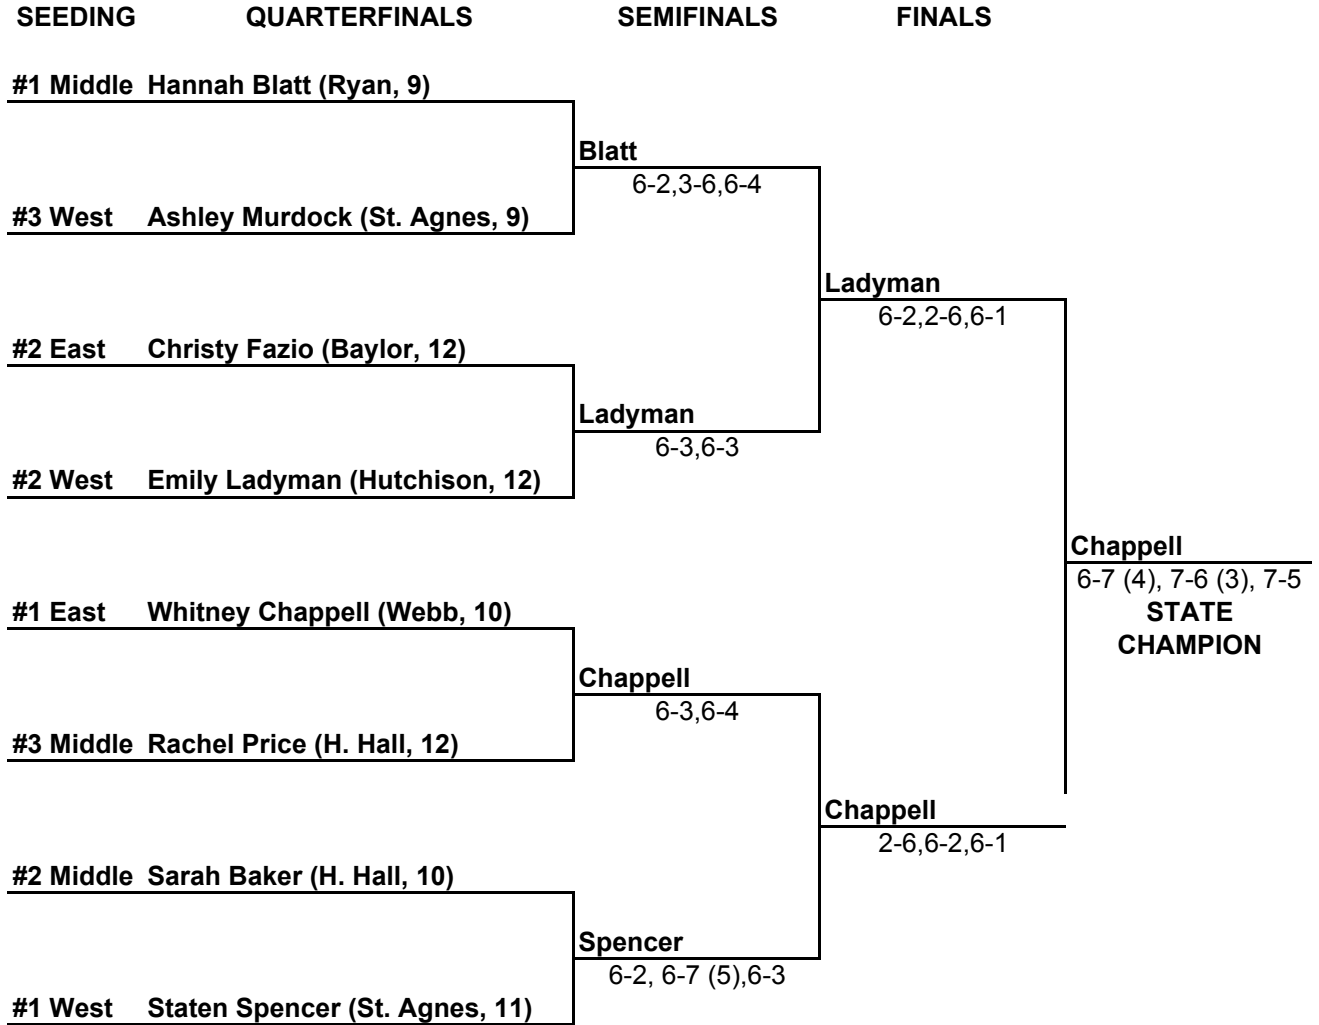 SEEDING QUARTERFINALS SEMIFINALS FINALS
#1 Middle Hannah Blatt (Ryan, 9)
Blatt
6-2,3-6,6-4
#3 West Ashley Murdock (St. Agnes, 9)
Ladyman
6-2,2-6,6-1
#2 East Christy Fazio (Baylor, 12)
Ladyman
6-3,6-3
#2 West Emily Ladyman (Hutchison, 12)
Chappell
6-7 (4), 7-6 (3), 7-5
STATE
CHAMPION
#1 East Whitney Chappell (Webb, 10)
Chappell
6-3,6-4
#3 Middle Rachel Price (H. Hall, 12)
Chappell
2-6,6-2,6-1
#2 Middle Sarah Baker (H. Hall, 10)
Spencer
6-2, 6-7 (5),6-3
#1 West Staten Spencer (St. Agnes, 11)